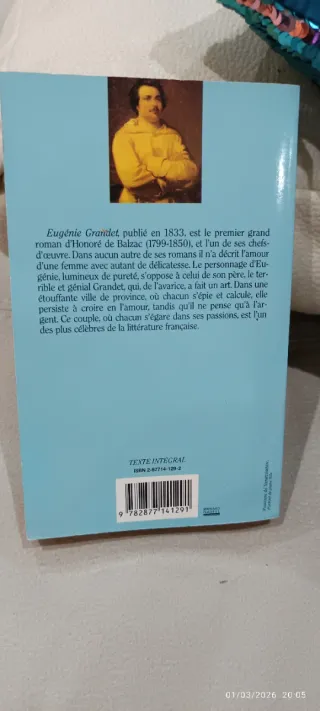 Eugénie Grandet, publié en 1833, est le premier grand
roman d'Honoré de Balzac (1799-1850), et l'un de ses chefs-
d'œuvre. Dans aucun autre de ses romans il n'a décrit l'amour
d'une femme avec autant de délicatesse. Le personnage d'Eu-
génie, lumineux de pureté, s'oppose à celui de son père, le ter-
rible et génial Grandet, qui, de l'avarice, a fait un art. Dans une
étouffante ville de province, où chacun s'épie et calcule, elle
persiste à croire en l'amour, tandis qu'il ne pense qu'à l'ar-
gent. Ce couple, où chacun s'égare dans ses passions, est l'un
des plus célèbres de la littérature française.
TEXTE INTÉGRAL
ISBN 2-87714-129-2
9 782877 141291
01/03/2026 20:05